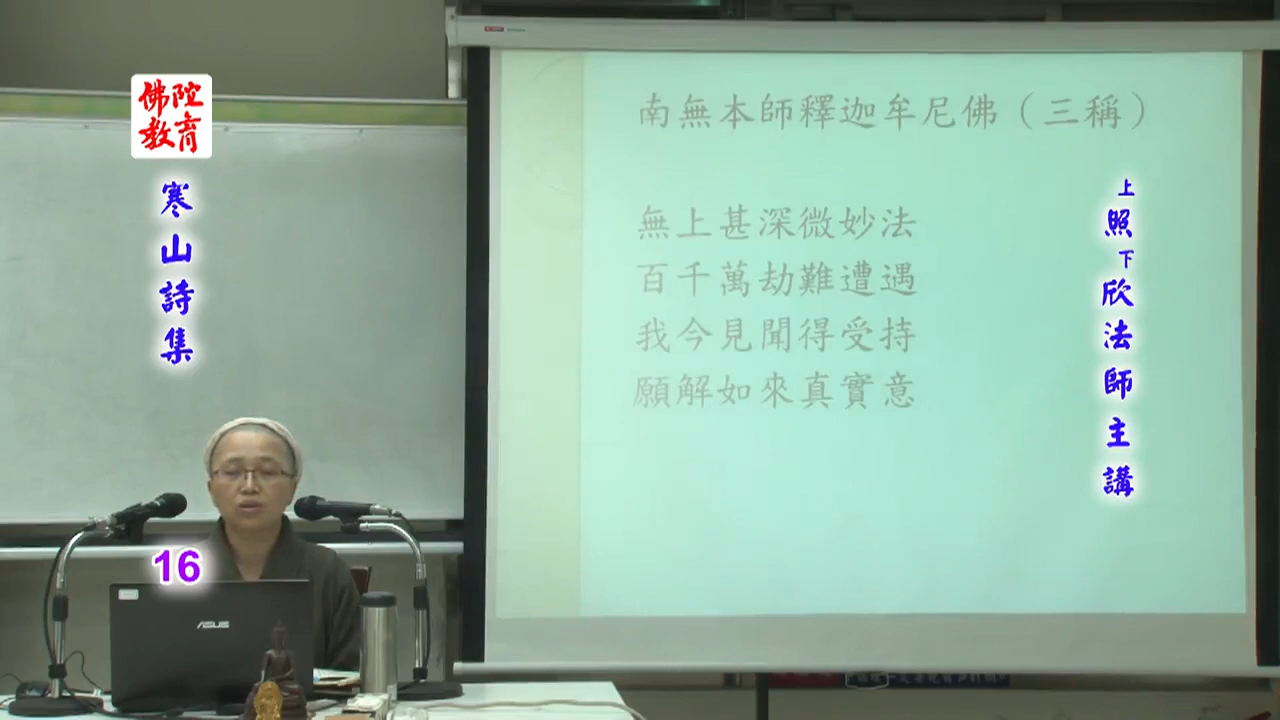 佛陀
教育
寒山詩集
南無本師釋迦牟尼佛（三稱）
無上甚深微妙法
百千萬劫難遭遇
我今見聞得受持
願解如來真實意
上照下欣法師主講
16
ASUS